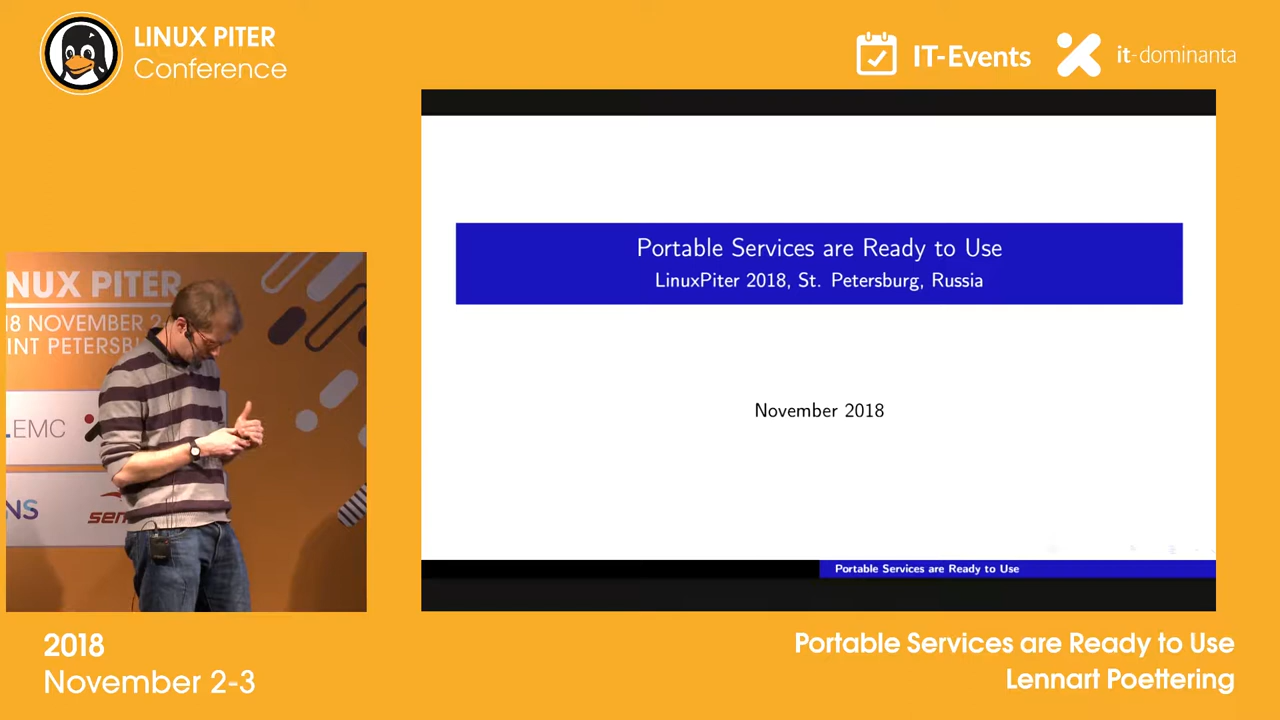 LINUX PITER
Conference
IT-Events
it-dominanta
Portable Services are Ready to Use
LinuxPiter 2018, St. Petersburg, Russia
November 2018
Portable Services are Ready to Use
NUX PITER
18 NOVEMBER 2
INT PETERSBU
.EMC
NS
sem
2018
November 2-3
Portable Services are Ready to Use
Lennart Poettering